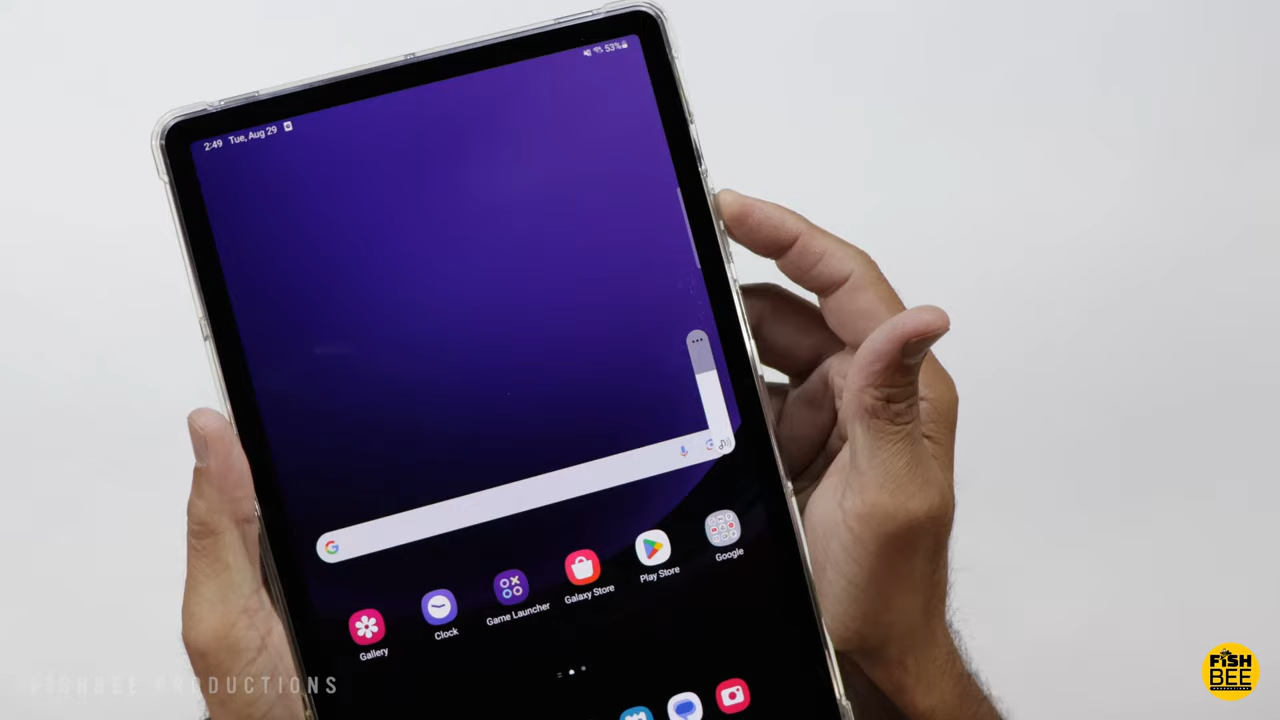 53%
2:49 Tue, Aug 29
G
Gallery
Clock
Game Launcher
Galaxy Store
Play Store
Google
FISHBEE PRODUCTIONS
FISH
BEE
PRODUCTIONS